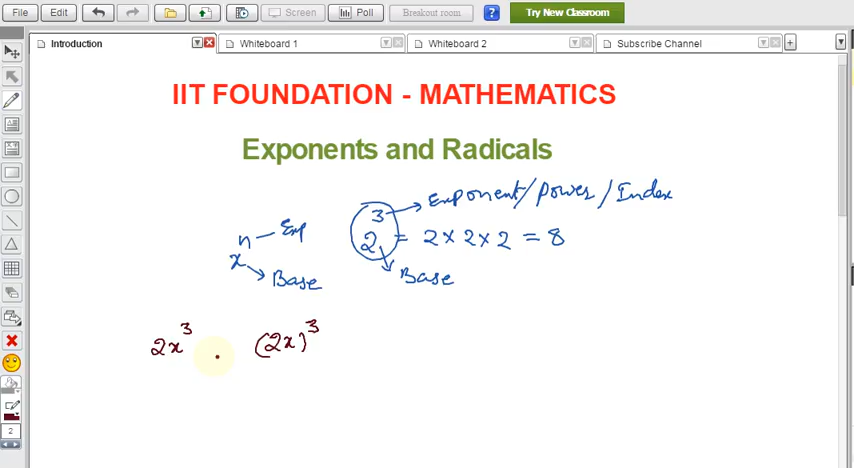 File Edit Screen Poll Breakout room ? Try New Classroom
Introduction Whiteboard 1 Whiteboard 2 Subscribe Channel +
IIT FOUNDATION - MATHEMATICS
Exponents and Radicals
3 → Exponent/Power/Index
n — Exp
2 = 2 × 2 × 2 = 8
x → Base
Base
2x³ (2x)³
2